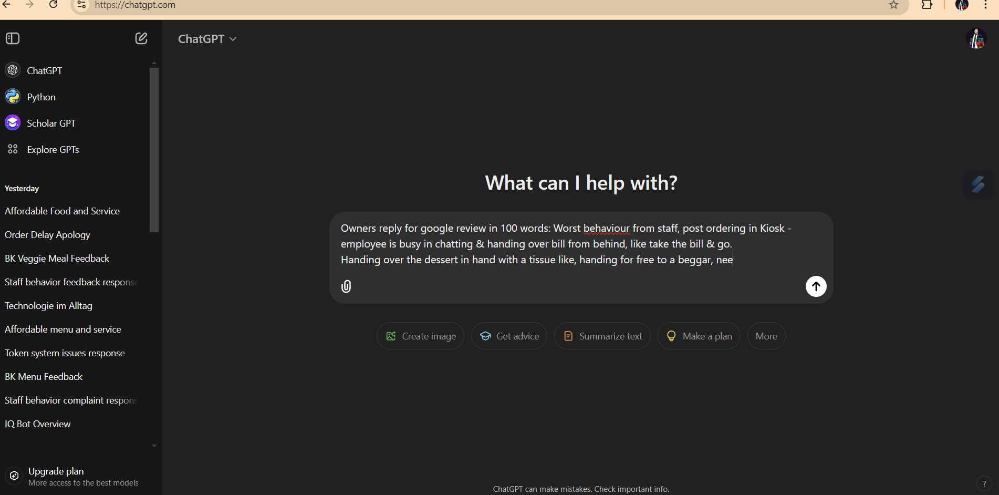 https://chatgpt.com
ChatGPT
ChatGPT
Python
Scholar GPT
Explore GPTs
Yesterday
Affordable Food and Service
Order Delay Apology
BK Veggie Meal Feedback
Staff behavior feedback response
Technologie im Alltag
Affordable menu and service
Token system issues response
BK Menu Feedback
Staff behavior complaint respons
IQ Bot Overview
Upgrade plan
More access to the best models
What can I help with?
Owners reply for google review in 100 words: Worst behaviour from staff, post ordering in Kiosk -
employee is busy in chatting & handing over bill from behind, like take the bill & go.
Handing over the dessert in hand with a tissue like, handing for free to a beggar, nee
Create image
Get advice
Summarize text
Make a plan
More
ChatGPT can make mistakes. Check important info.
?